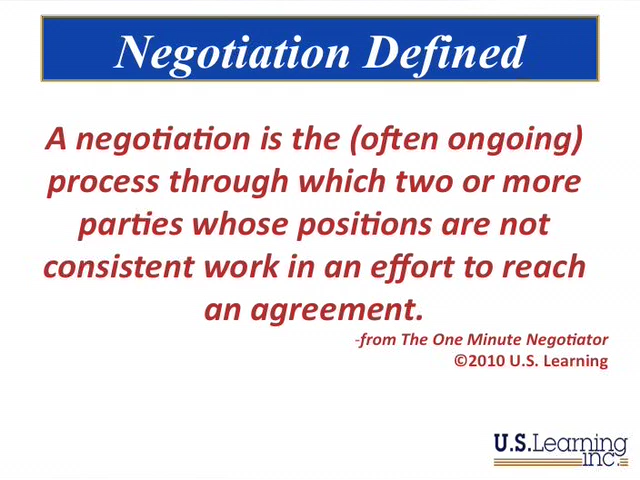 Negotiation Defined
A negotiation is the (often ongoing)
process through which two or more
parties whose positions are not
consistent work in an effort to reach
an agreement.
-from The One Minute Negotiator
©2010 U.S. Learning
U.S.Learning
inc.